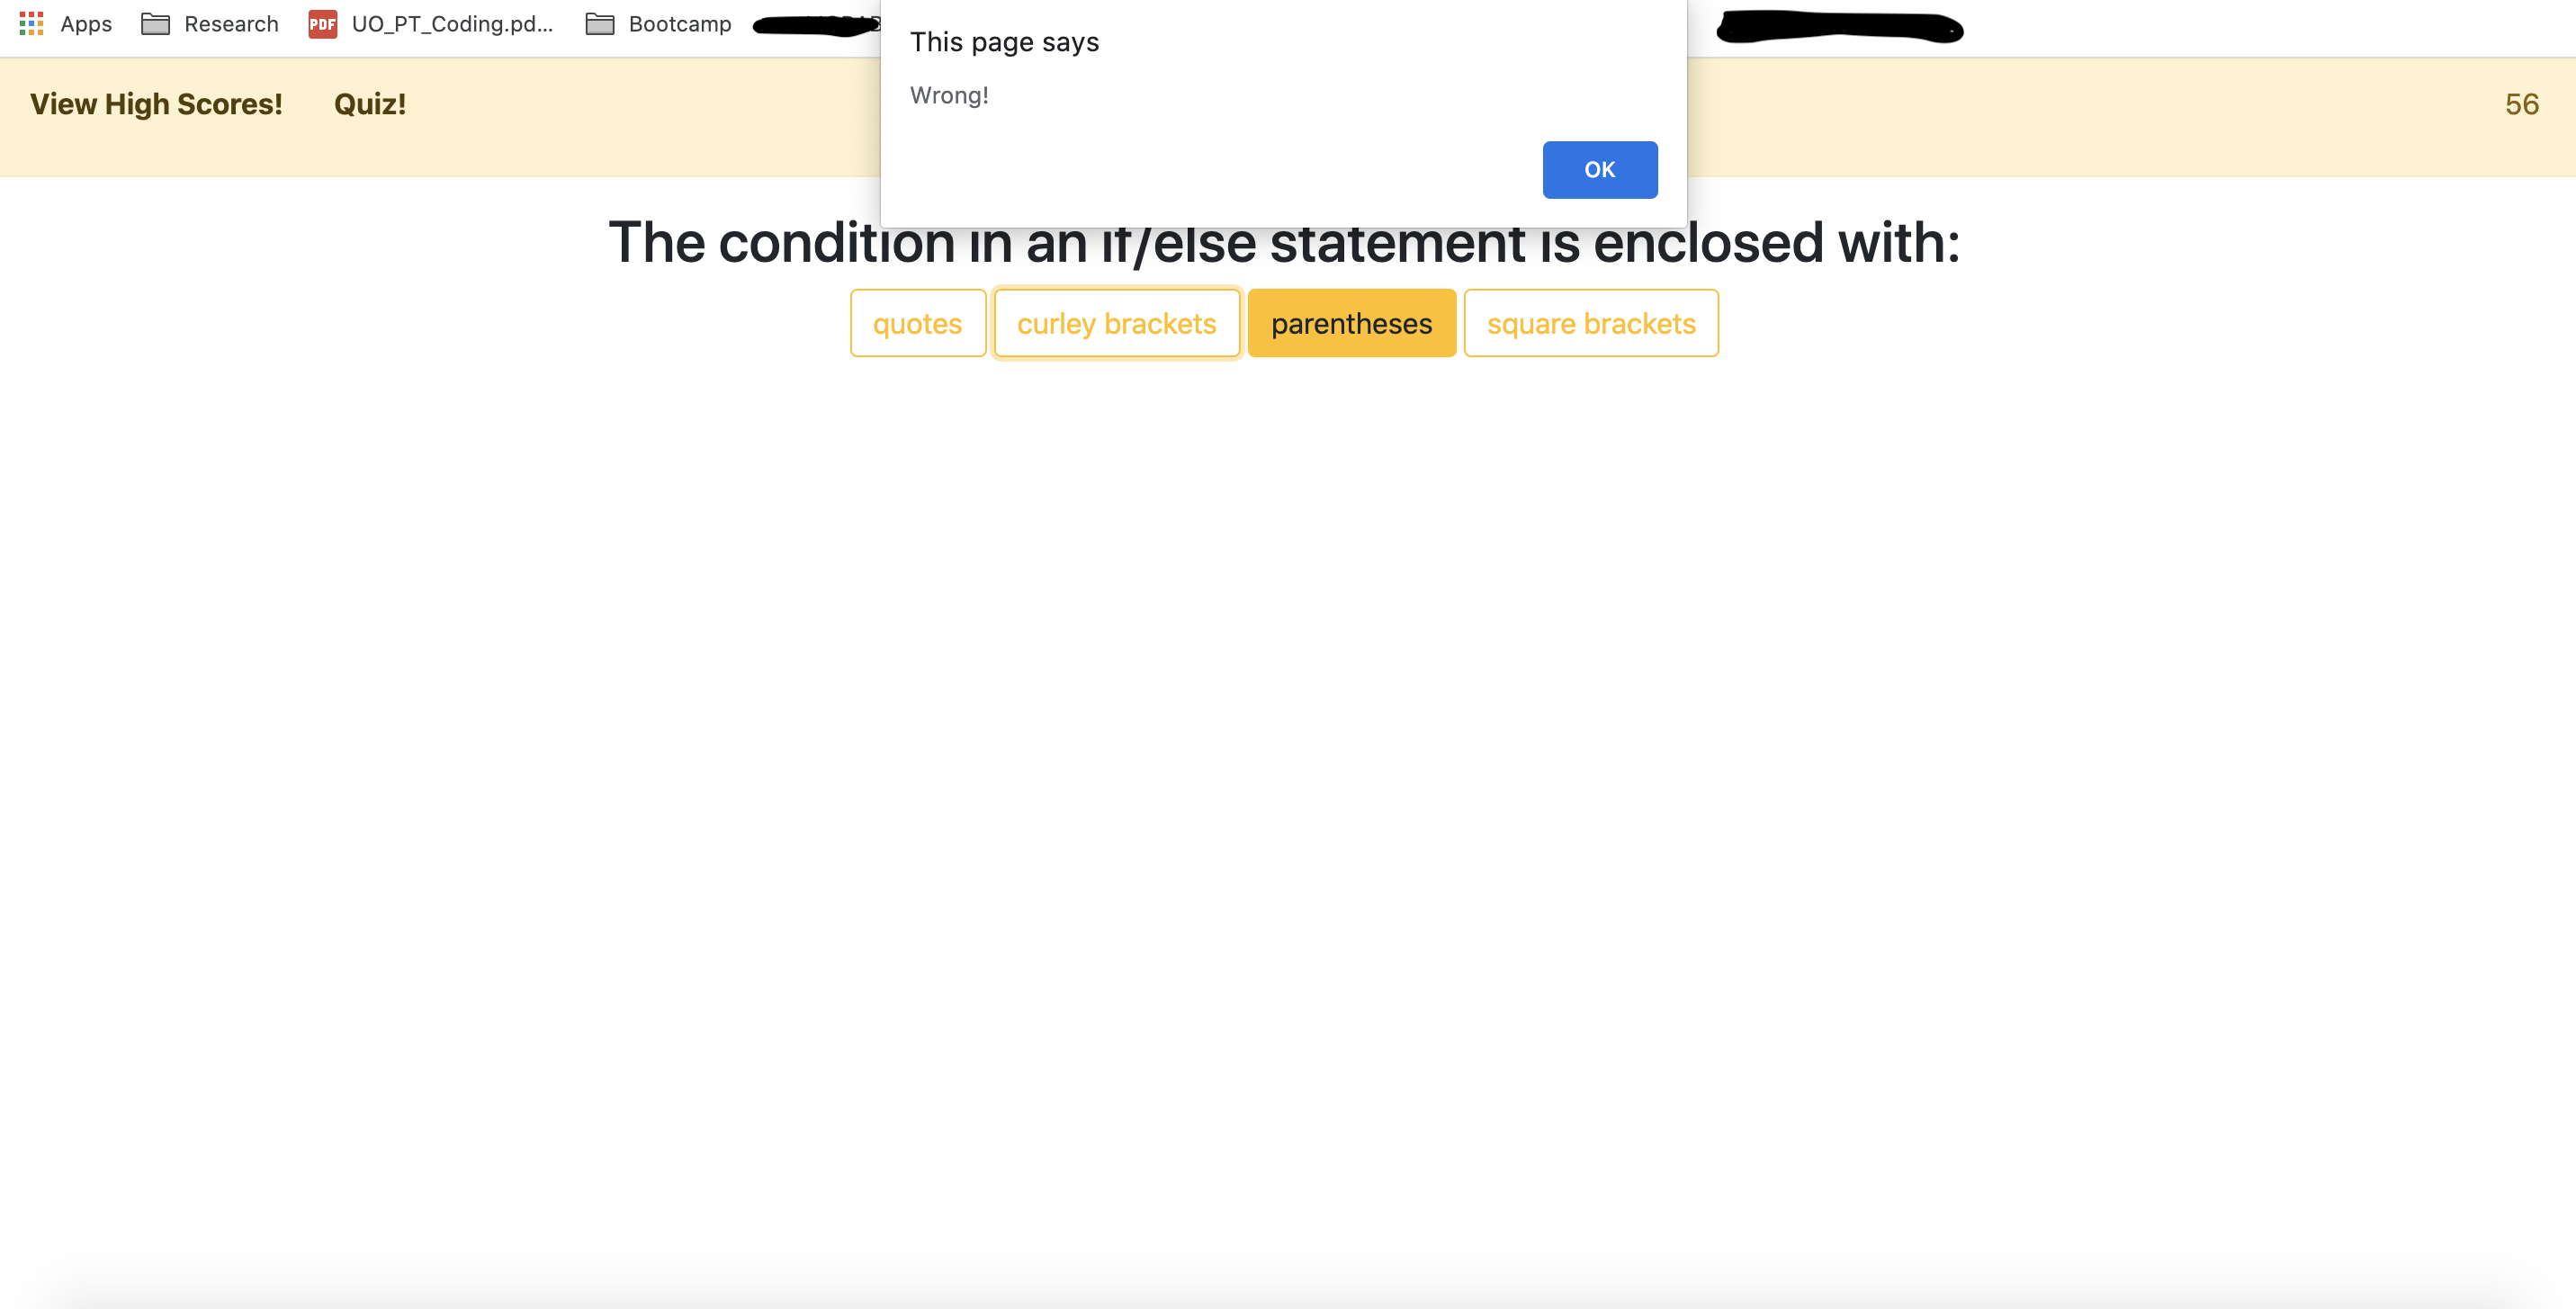 Apps Research PDF UO_PT_Coding.pd... Bootcamp
This page says
Wrong!
OK
View High Scores! Quiz! 56
The condition in an if/else statement is enclosed with:
quotes curley brackets parentheses square brackets